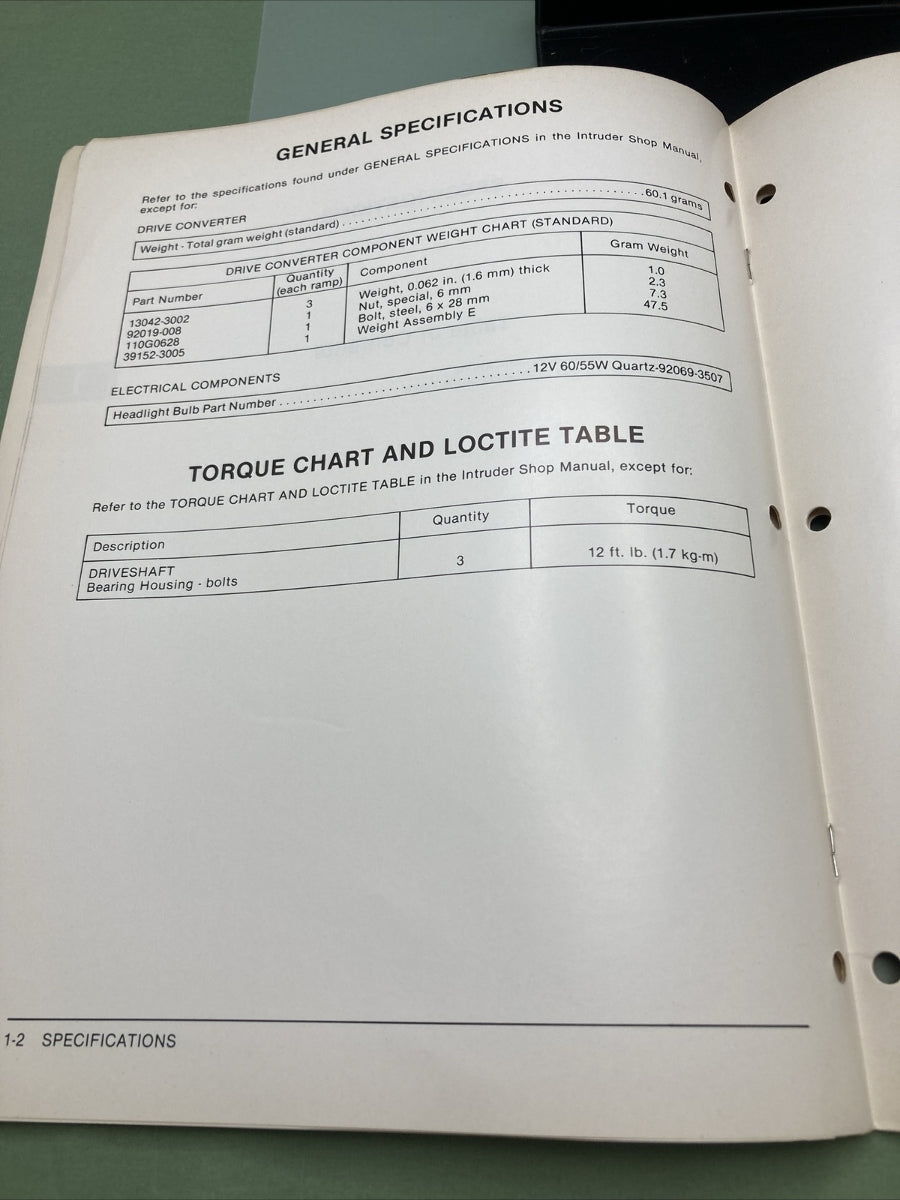 GENERAL SPECIFICATIONS
Refer to the specifications found under GENERAL SPECIFICATIONS in the Intruder Shop Manual,
except for:
DRIVE CONVERTER
Weight - Total gram weight (standard) . . . . . . . . . . . . . . . . . . . . . . . . . . . . . . . . . . . . . . . . . . 60.1 grams
DRIVE CONVERTER COMPONENT WEIGHT CHART (STANDARD)
Part Number Quantity (each ramp) Component Gram Weight
13042-3002 3 Weight, 0.062 in. (1.6 mm) thick 1.0
92019-008 1 Nut, special, 6 mm 2.3
110G0628 1 Bolt, steel, 6 x 28 mm 7.3
39152-3005 1 Weight Assembly E 47.5
ELECTRICAL COMPONENTS
Headlight Bulb Part Number . . . . . . . . . . . . . . . . . . . . . . . . . . . . . . . . . . . 12V 60/55W Quartz-92069-3507
TORQUE CHART AND LOCTITE TABLE
Refer to the TORQUE CHART AND LOCTITE TABLE in the Intruder Shop Manual, except for:
Description Quantity Torque
DRIVESHAFT
Bearing Housing - bolts 3 12 ft. lb. (1.7 kg-m)
1-2 SPECIFICATIONS